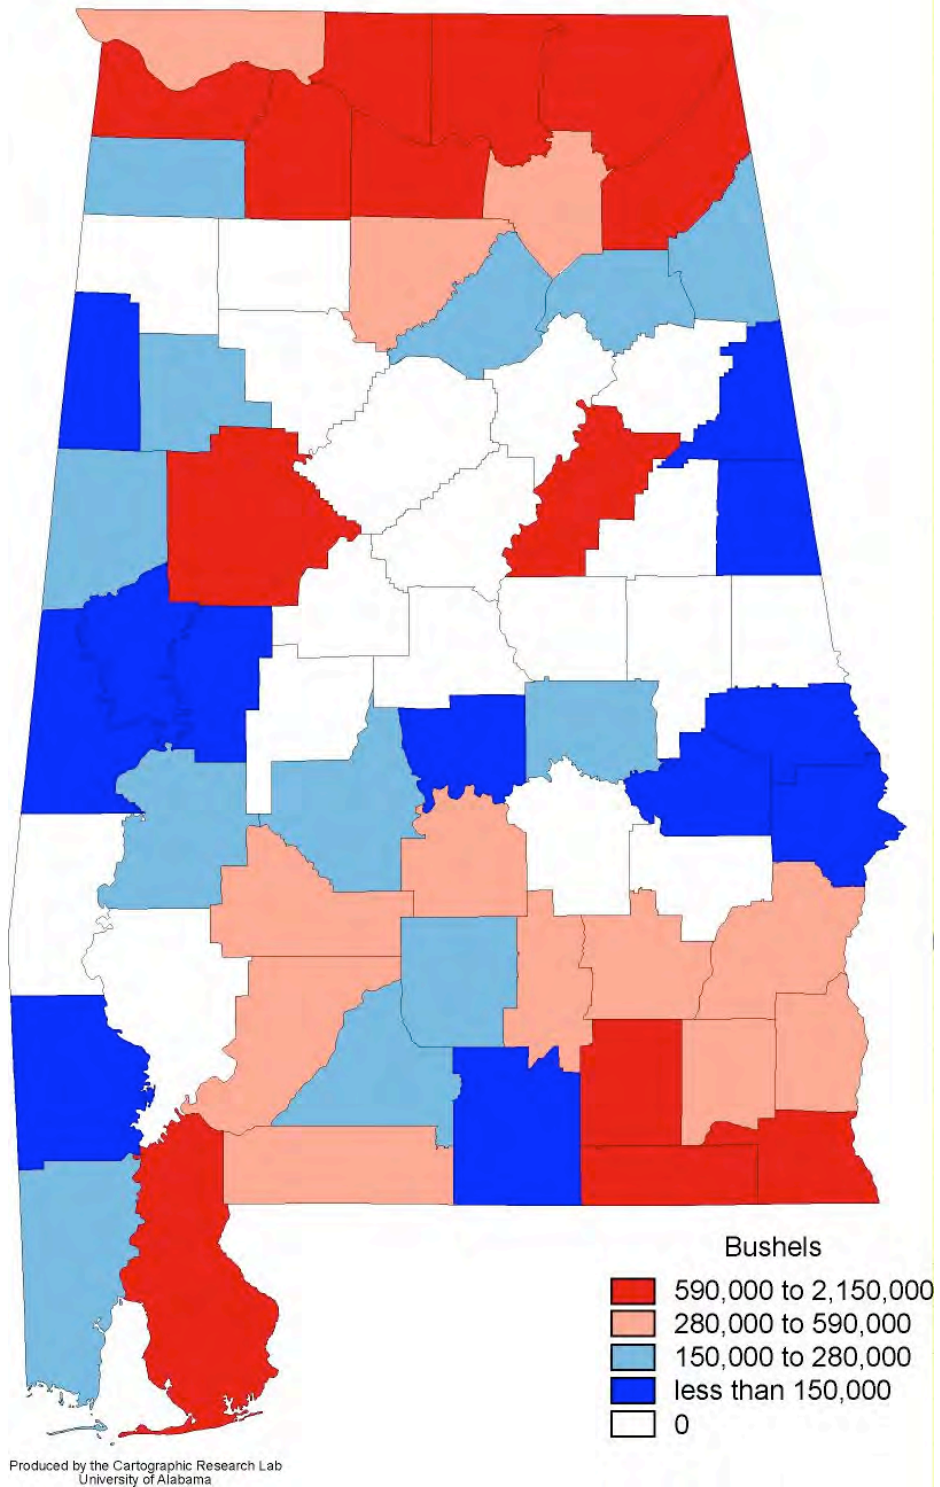 Bushels
590,000 to 2,150,000
280,000 to 590,000
150,000 to 280,000
less than 150,000
0
Produced by the Cartographic Research Lab
University of Alabama